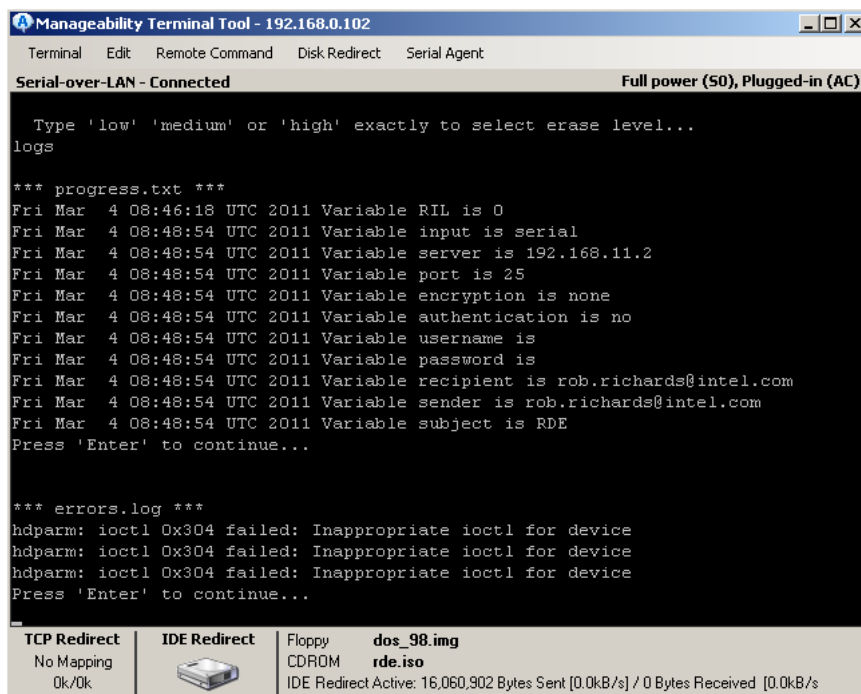 Manageability Terminal Tool - 192.168.0.102
Terminal Edit Remote Command Disk Redirect Serial Agent
Serial-over-LAN - Connected Full power (S0), Plugged-in (AC)
Type 'low' 'medium' or 'high' exactly to select erase level...
logs
*** progress.txt ***
Fri Mar  4 08:46:18 UTC 2011 Variable RIL is 0
Fri Mar  4 08:48:54 UTC 2011 Variable input is serial
Fri Mar  4 08:48:54 UTC 2011 Variable server is 192.168.11.2
Fri Mar  4 08:48:54 UTC 2011 Variable port is 25
Fri Mar  4 08:48:54 UTC 2011 Variable encryption is none
Fri Mar  4 08:48:54 UTC 2011 Variable authentication is no
Fri Mar  4 08:48:54 UTC 2011 Variable username is
Fri Mar  4 08:48:54 UTC 2011 Variable password is
Fri Mar  4 08:48:54 UTC 2011 Variable recipient is rob.richards@intel.com
Fri Mar  4 08:48:54 UTC 2011 Variable sender is rob.richards@intel.com
Fri Mar  4 08:48:54 UTC 2011 Variable subject is RDE
Press 'Enter' to continue...
*** errors.log ***
hdparm: ioctl 0x304 failed: Inappropriate ioctl for device
hdparm: ioctl 0x304 failed: Inappropriate ioctl for device
hdparm: ioctl 0x304 failed: Inappropriate ioctl for device
Press 'Enter' to continue...
TCP Redirect
No Mapping
0k/0k
IDE Redirect
Floppy dos_98.img
CDROM rde.iso
IDE Redirect Active: 16,060,902 Bytes Sent [0.0kB/s] / 0 Bytes Received [0.0kB/s